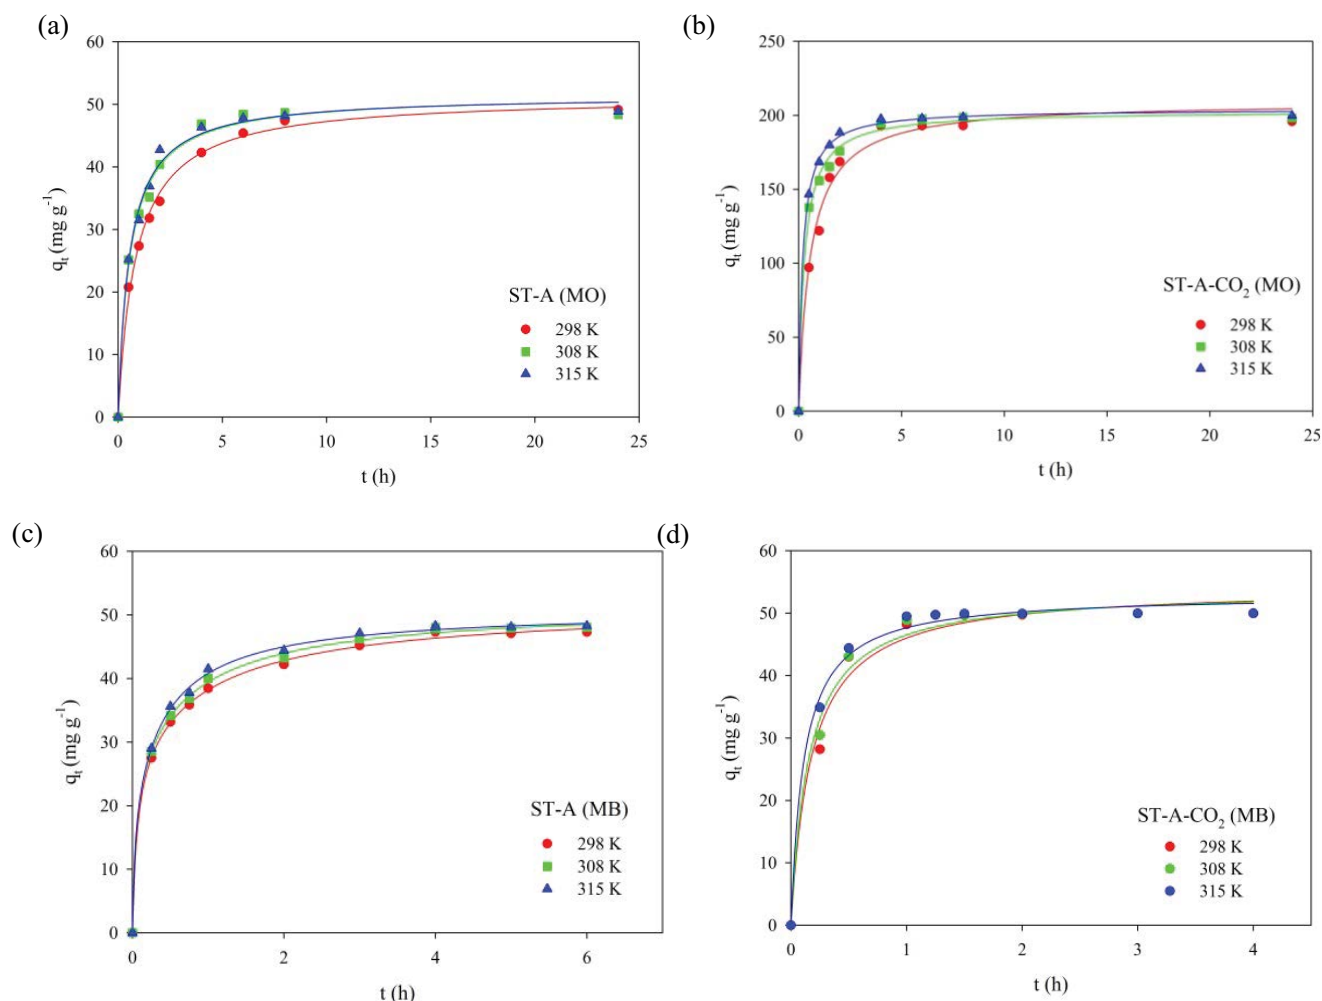 (a)
60
50
40
30
20
10
0
q_t (mg g^-1)
ST-A (MO)
298 K
308 K
315 K
0 5 10 15 20 25
t (h)
(b)
250
200
150
100
50
0
q_t (mg g^-1)
ST-A-CO_2 (MO)
298 K
308 K
315 K
0 5 10 15 20 25
t (h)
(c)
60
50
40
30
20
10
0
q_t (mg g^-1)
ST-A (MB)
298 K
308 K
315 K
0 2 4 6
t (h)
(d)
60
50
40
30
20
10
0
q_t (mg g^-1)
ST-A-CO_2 (MB)
298 K
308 K
315 K
0 1 2 3 4
t (h)